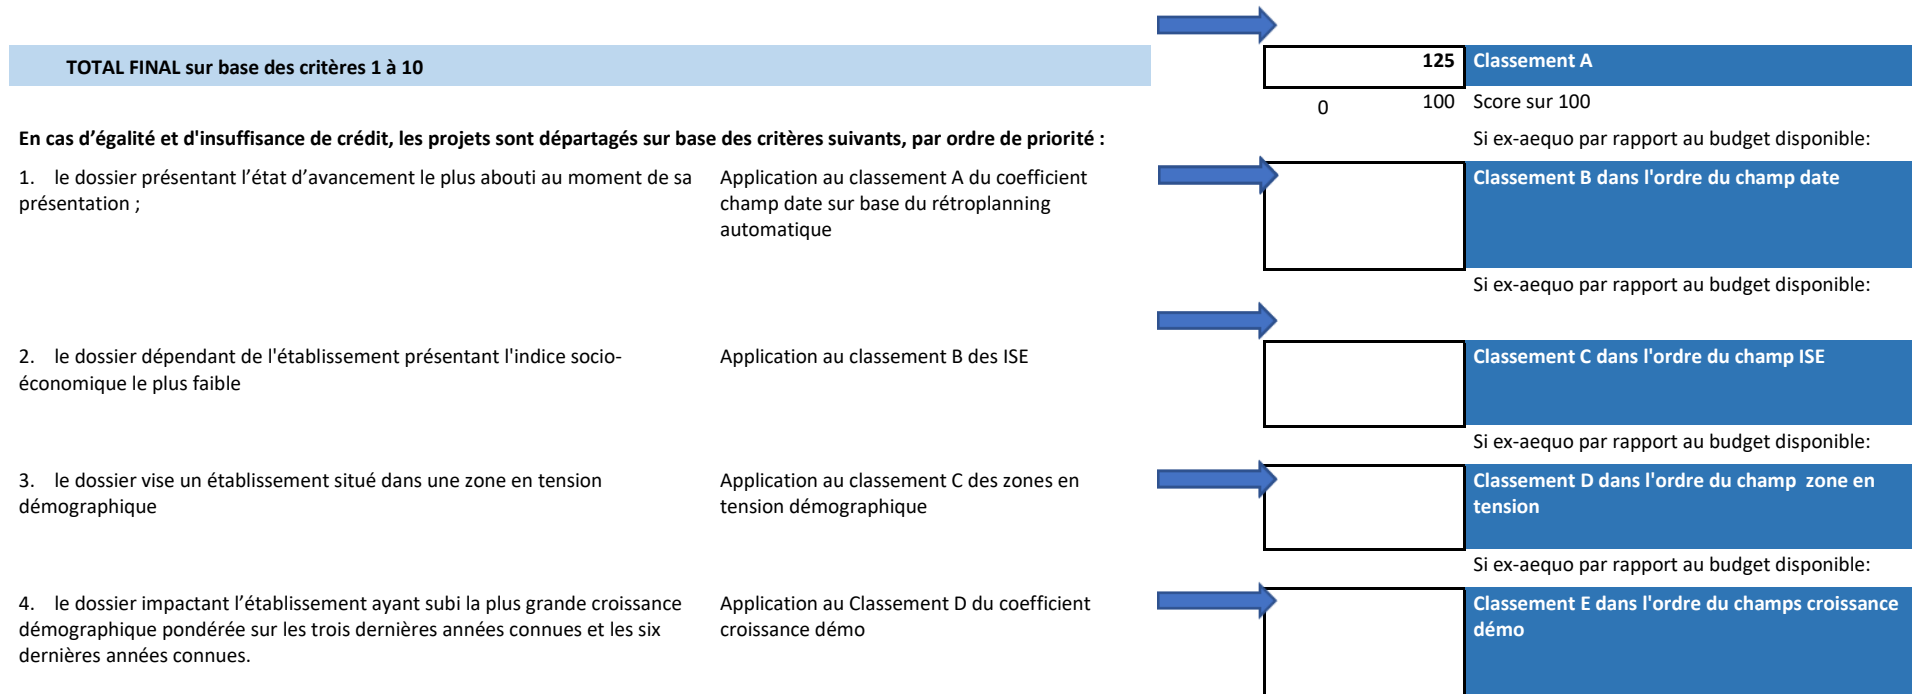 TOTAL FINAL sur base des critères 1 à 10
125
Classement A
0
100
Score sur 100
En cas d’égalité et d'insuffisance de crédit, les projets sont départagés sur base des critères suivants, par ordre de priorité :
Si ex-aequo par rapport au budget disponible:
1. le dossier présentant l’état d’avancement le plus abouti au moment de sa
présentation ;
Application au classement A du coefficient
champ date sur base du rétroplanning
automatique
Classement B dans l'ordre du champ date
Si ex-aequo par rapport au budget disponible:
2. le dossier dépendant de l'établissement présentant l'indice socio-
économique le plus faible
Application au classement B des ISE
Classement C dans l'ordre du champ ISE
Si ex-aequo par rapport au budget disponible:
3. le dossier vise un établissement situé dans une zone en tension
démographique
Application au classement C des zones en
tension démographique
Classement D dans l'ordre du champ zone en
tension
Si ex-aequo par rapport au budget disponible:
4. le dossier impactant l’établissement ayant subi la plus grande croissance
démographique pondérée sur les trois dernières années connues et les six
dernières années connues.
Application au Classement D du coefficient
croissance démo
Classement E dans l'ordre du champs croissance
démo